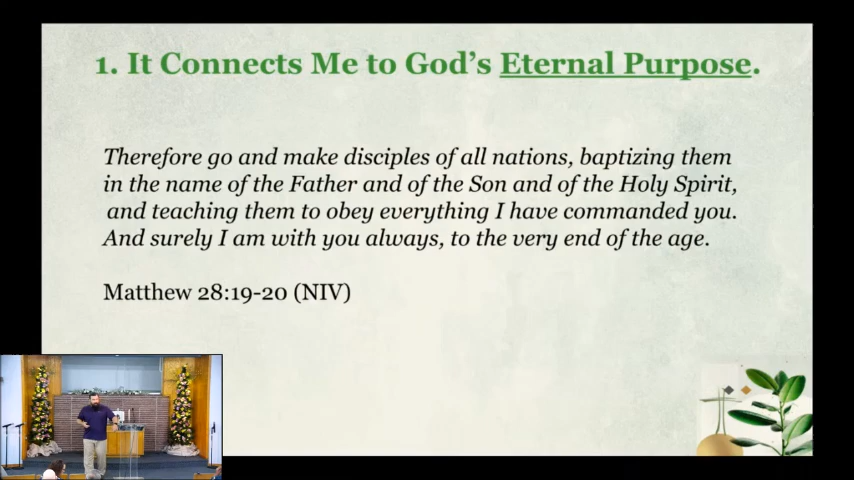 1. It Connects Me to God's Eternal Purpose.
Therefore go and make disciples of all nations, baptizing them
in the name of the Father and of the Son and of the Holy Spirit,
and teaching them to obey everything I have commanded you.
And surely I am with you always, to the very end of the age.
Matthew 28:19-20 (NIV)